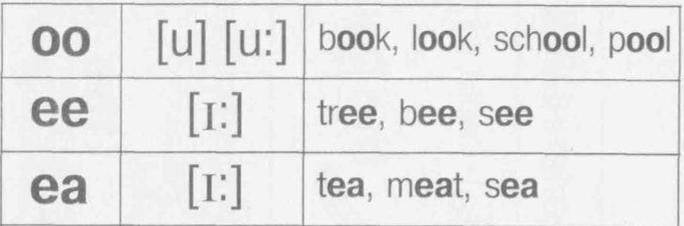 oo [u] [u:] book, look, school, pool
ee [ɪ:] tree, bee, see
ea [ɪ:] tea, meat, sea